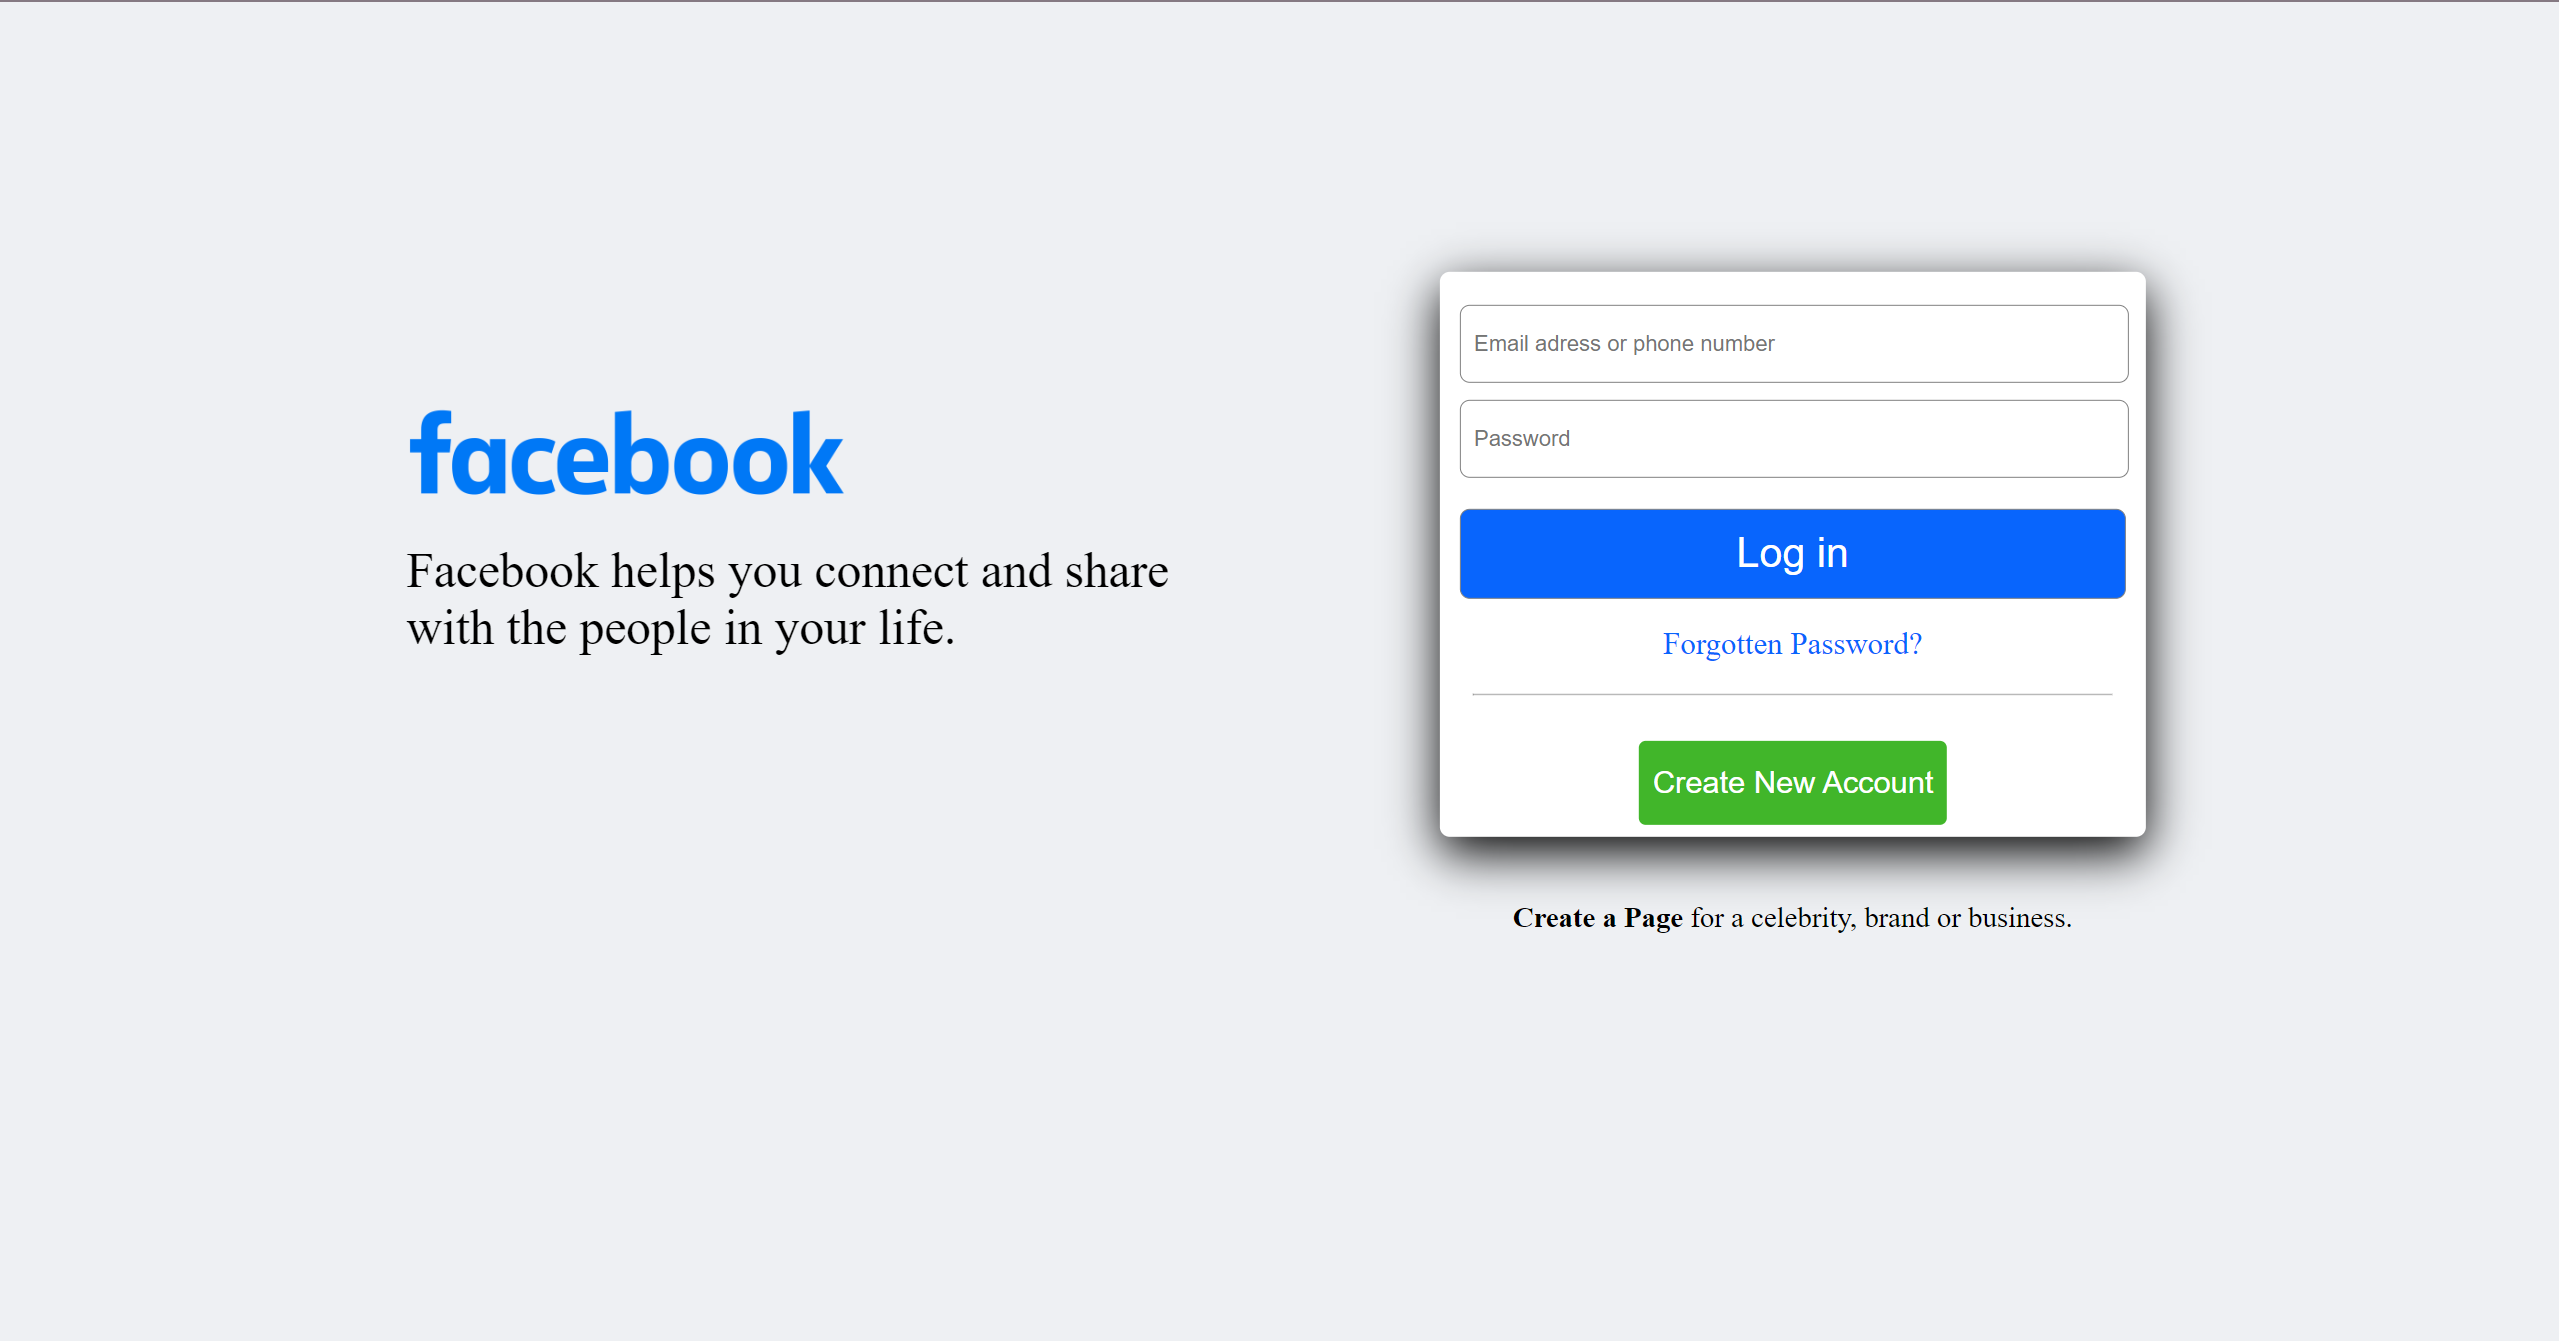 facebook
Facebook helps you connect and share
with the people in your life.
Email adress or phone number
Password
Log in
Forgotten Password?
Create New Account
Create a Page for a celebrity, brand or business.